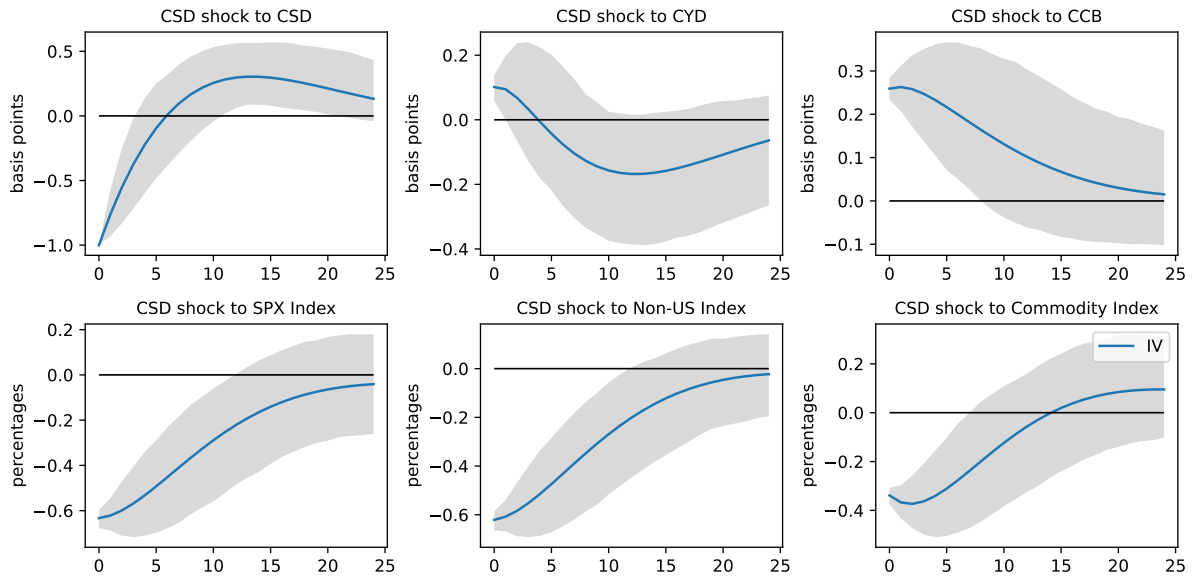 CSD shock to CSD
CSD shock to CYD
CSD shock to CCB
basis points
0.5
0.0
−0.5
−1.0
0 5 10 15 20 25
basis points
0.2
0.0
−0.2
−0.4
0 5 10 15 20 25
basis points
0.3
0.2
0.1
0.0
−0.1
0 5 10 15 20 25
CSD shock to SPX Index
CSD shock to Non-US Index
CSD shock to Commodity Index
percentages
0.2
0.0
−0.2
−0.4
−0.6
0 5 10 15 20 25
percentages
0.0
−0.2
−0.4
−0.6
0 5 10 15 20 25
percentages
0.2
0.0
−0.2
−0.4
0 5 10 15 20 25
IV